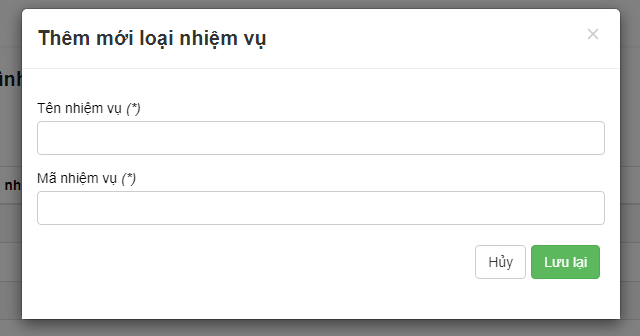 Thêm mới loại nhiệm vụ
×
Tên nhiệm vụ (*)
Mã nhiệm vụ (*)
Hủy
Lưu lại